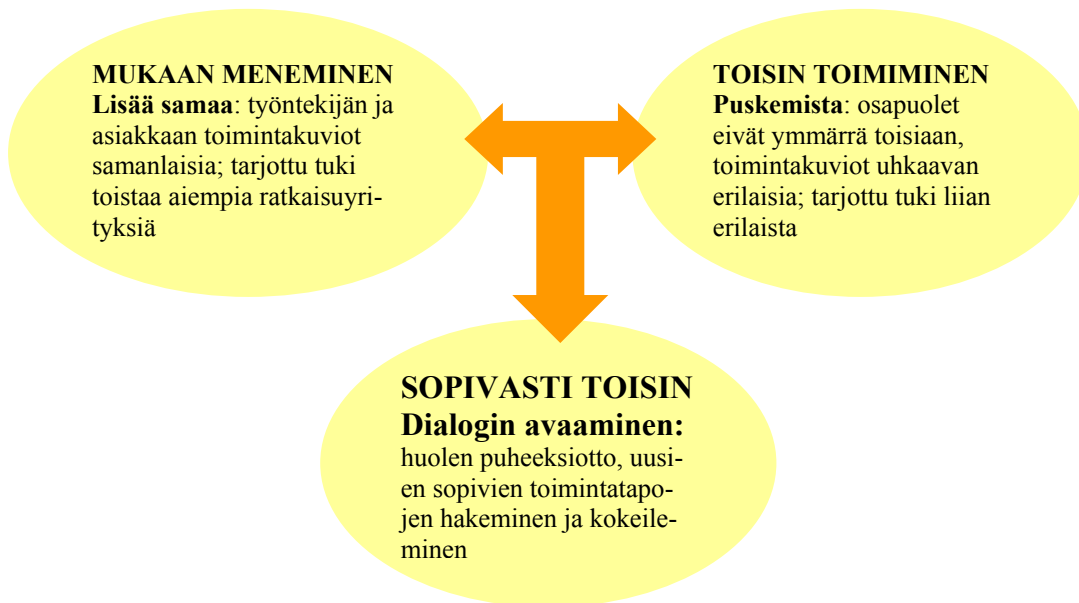 MUKAAN MENEMINEN
Lisää samaa: työntekijän ja
asiakkaan toimintakuviot
samanlaisia; tarjottu tuki
toistaa aiempia ratkaisuyri-
tyksiä
TOISIN TOIMIMINEN
Puskemista: osapuolet
eivät ymmärrä toisiaan,
toimintakuviot uhkaavan
erilaisia; tarjottu tuki liian
erilaista
SOPIVASTI TOISIN
Dialogin avaaminen:
huolen puheeksiotto, uusi-
en sopivien toimintatapo-
jen hakeminen ja kokeile-
minen